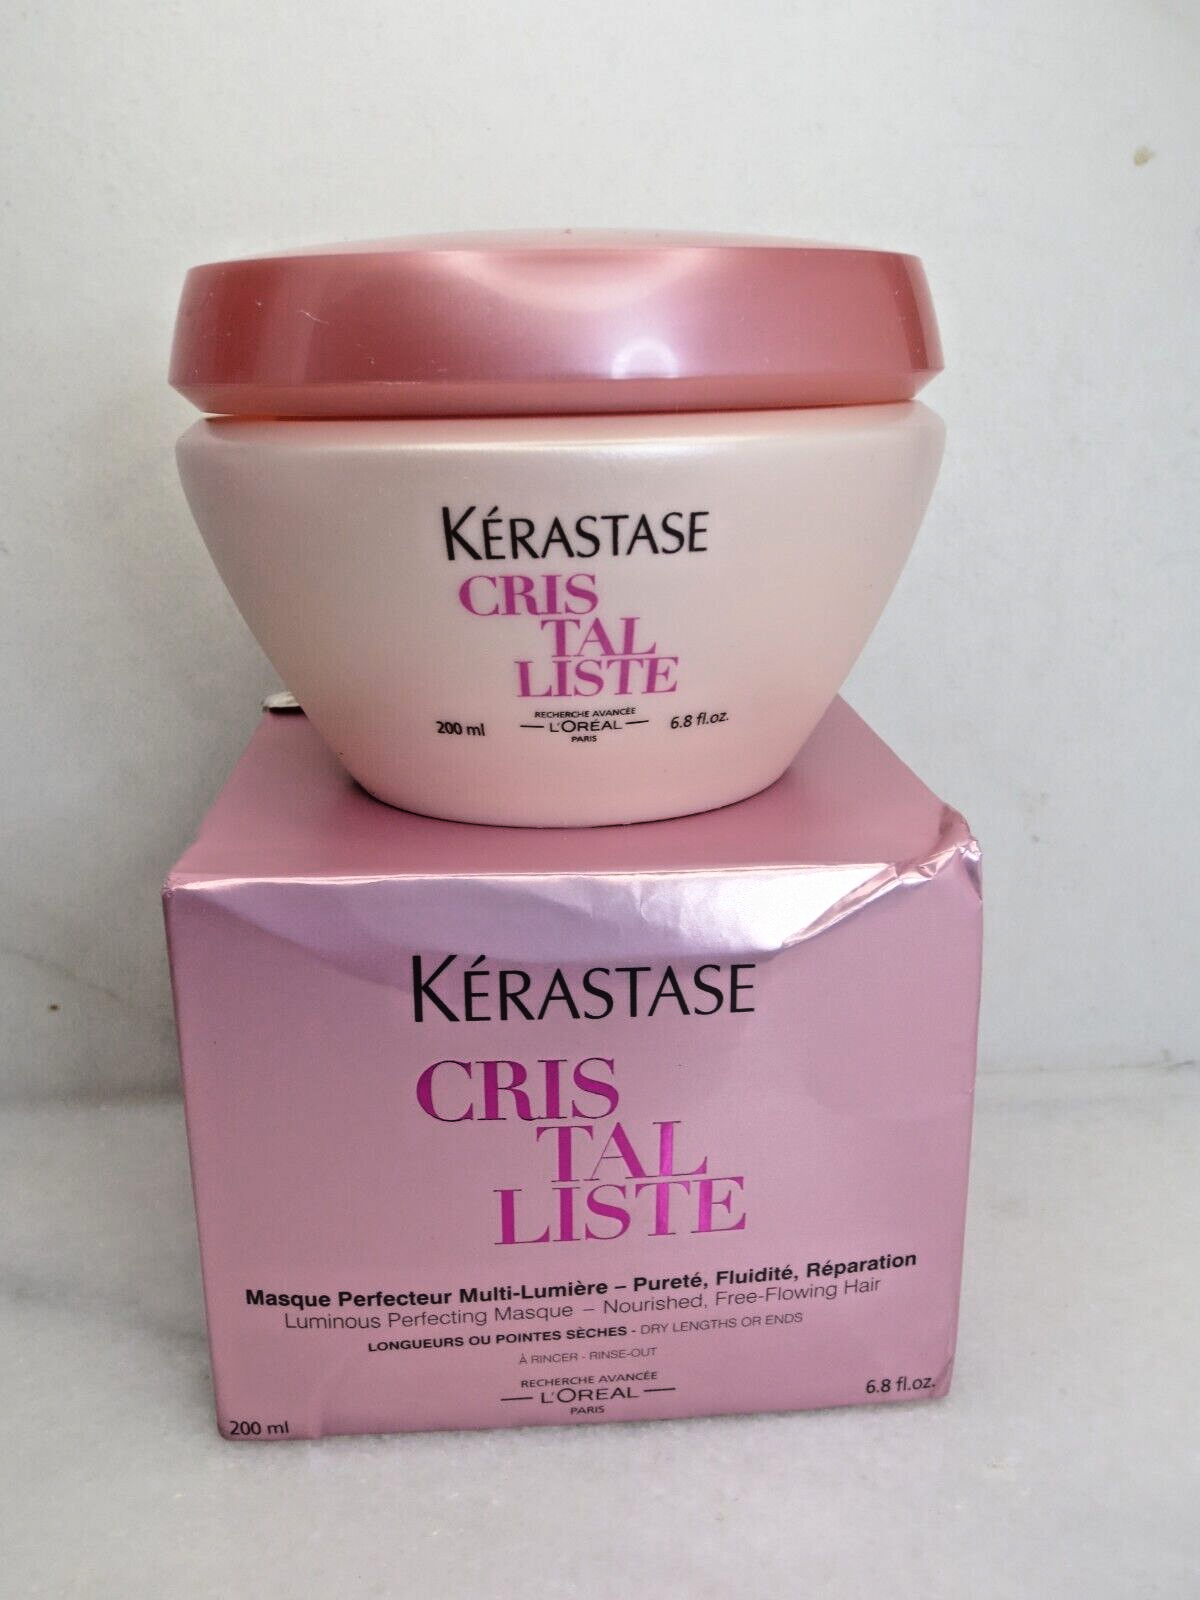 KÉRASTASE
CRIS
TAL
LISTE
RECHERCHE AVANCÉE
200 ml — L'ORÉAL — 6.8 fl.oz.
PARIS
KÉRASTASE
CRIS
TAL
LISTE
Masque Perfecteur Multi-Lumière – Pureté, Fluidité, Réparation
Luminous Perfecting Masque – Nourished, Free-Flowing Hair
LONGUEURS OU POINTES SÈCHES - DRY LENGTHS OR ENDS
À RINCER - RINSE-OUT
RECHERCHE AVANCÉE
— L'ORÉAL —
PARIS
200 ml 6.8 fl.oz.